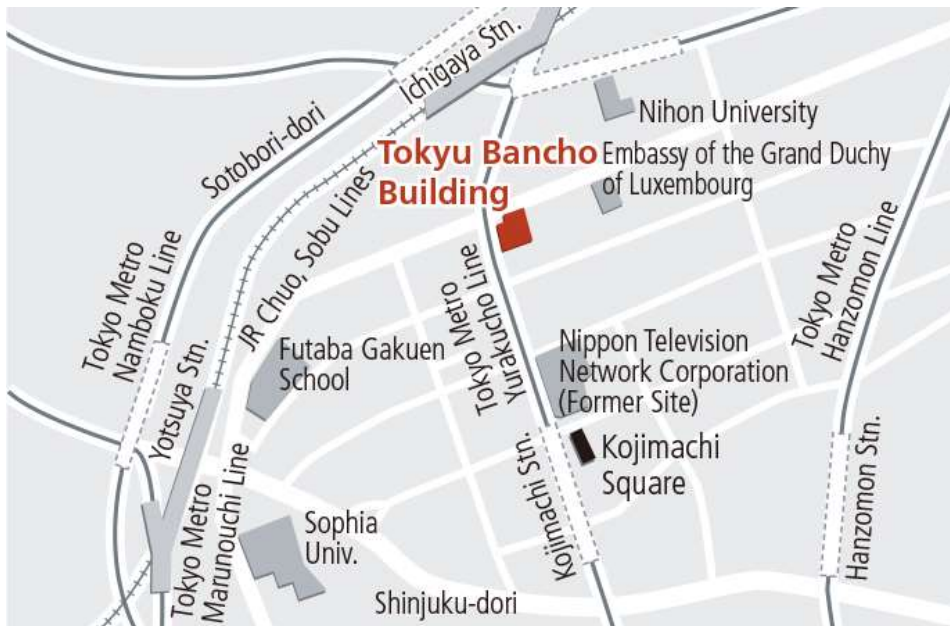 Ichigaya Stn.
Nihon University
Sotobori-dori
Tokyu Bancho
Building
Embassy of the Grand Duchy
of Luxembourg
JR Chuo, Sobu Lines
Tokyo Metro
Namboku Line
Tokyo Metro
Yurakucho Line
Tokyo Metro
Hanzomon Line
Yotsuya Stn.
Futaba Gakuen
School
Nippon Television
Network Corporation
(Former Site)
Kojimachi
Square
Kojimachi Stn.
Hanzomon Stn.
Tokyo Metro
Marunouchi Line
Sophia
Univ.
Shinjuku-dori